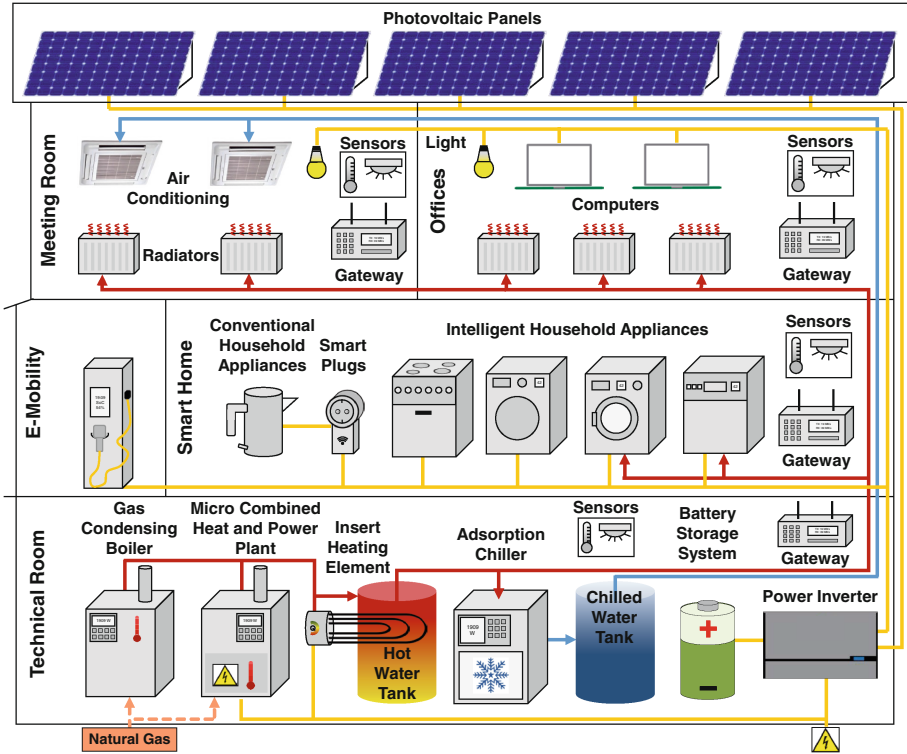 Photovoltaic Panels
Meeting Room
Air
Conditioning
Sensors
Radiators
Gateway
Offices
Light
Computers
Sensors
Gateway
E-Mobility
Smart Home
Conventional
Household
Appliances
Smart
Plugs
Intelligent Household Appliances
Sensors
Gateway
Technical Room
Gas
Condensing
Boiler
1909 W
Micro Combined
Heat and Power
Plant
1909 W
Insert
Heating
Element
Hot
Water
Tank
Adsorption
Chiller
1909
W
Sensors
Chilled
Water
Tank
Battery
Storage
System
Gateway
Power Inverter
Natural Gas